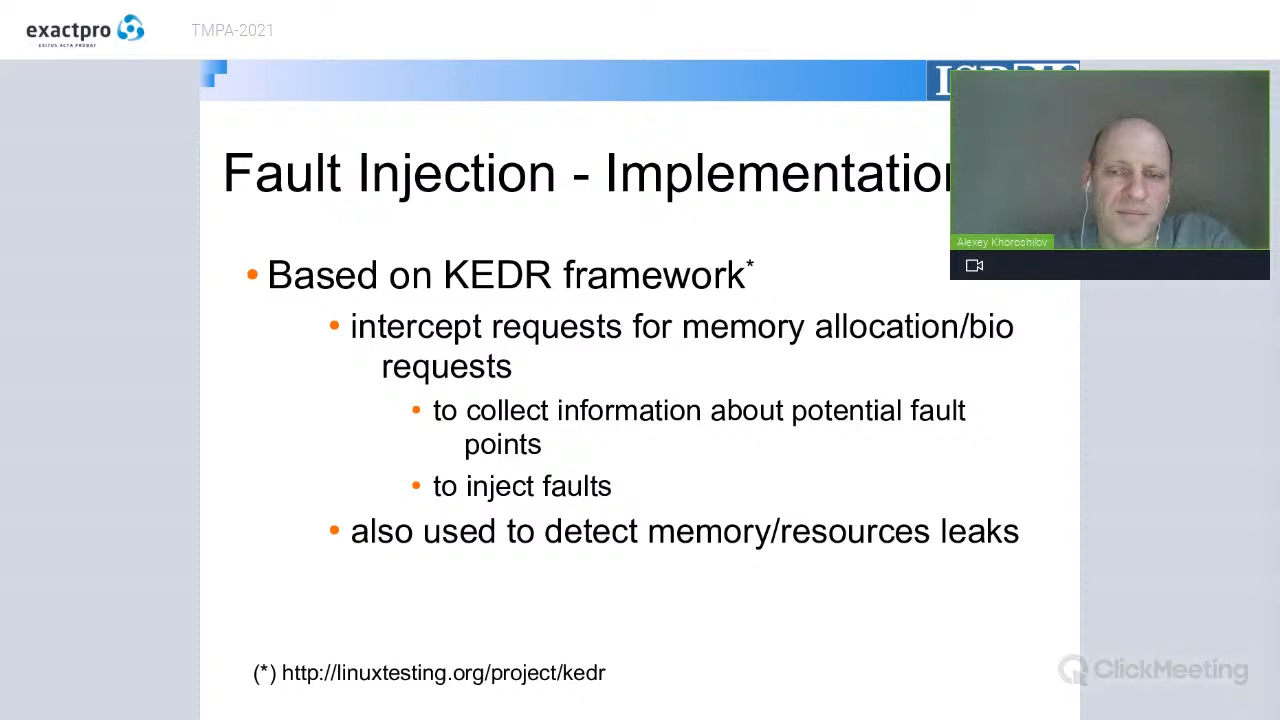 exactpro
EXITUS ACTA PROBAT
TMPA-2021
Fault Injection - Implementation
Alexey Khoroshilov
• Based on KEDR framework*
• intercept requests for memory allocation/bio
requests
• to collect information about potential fault
points
• to inject faults
• also used to detect memory/resources leaks
(*) http://linuxtesting.org/project/kedr
ClickMeeting